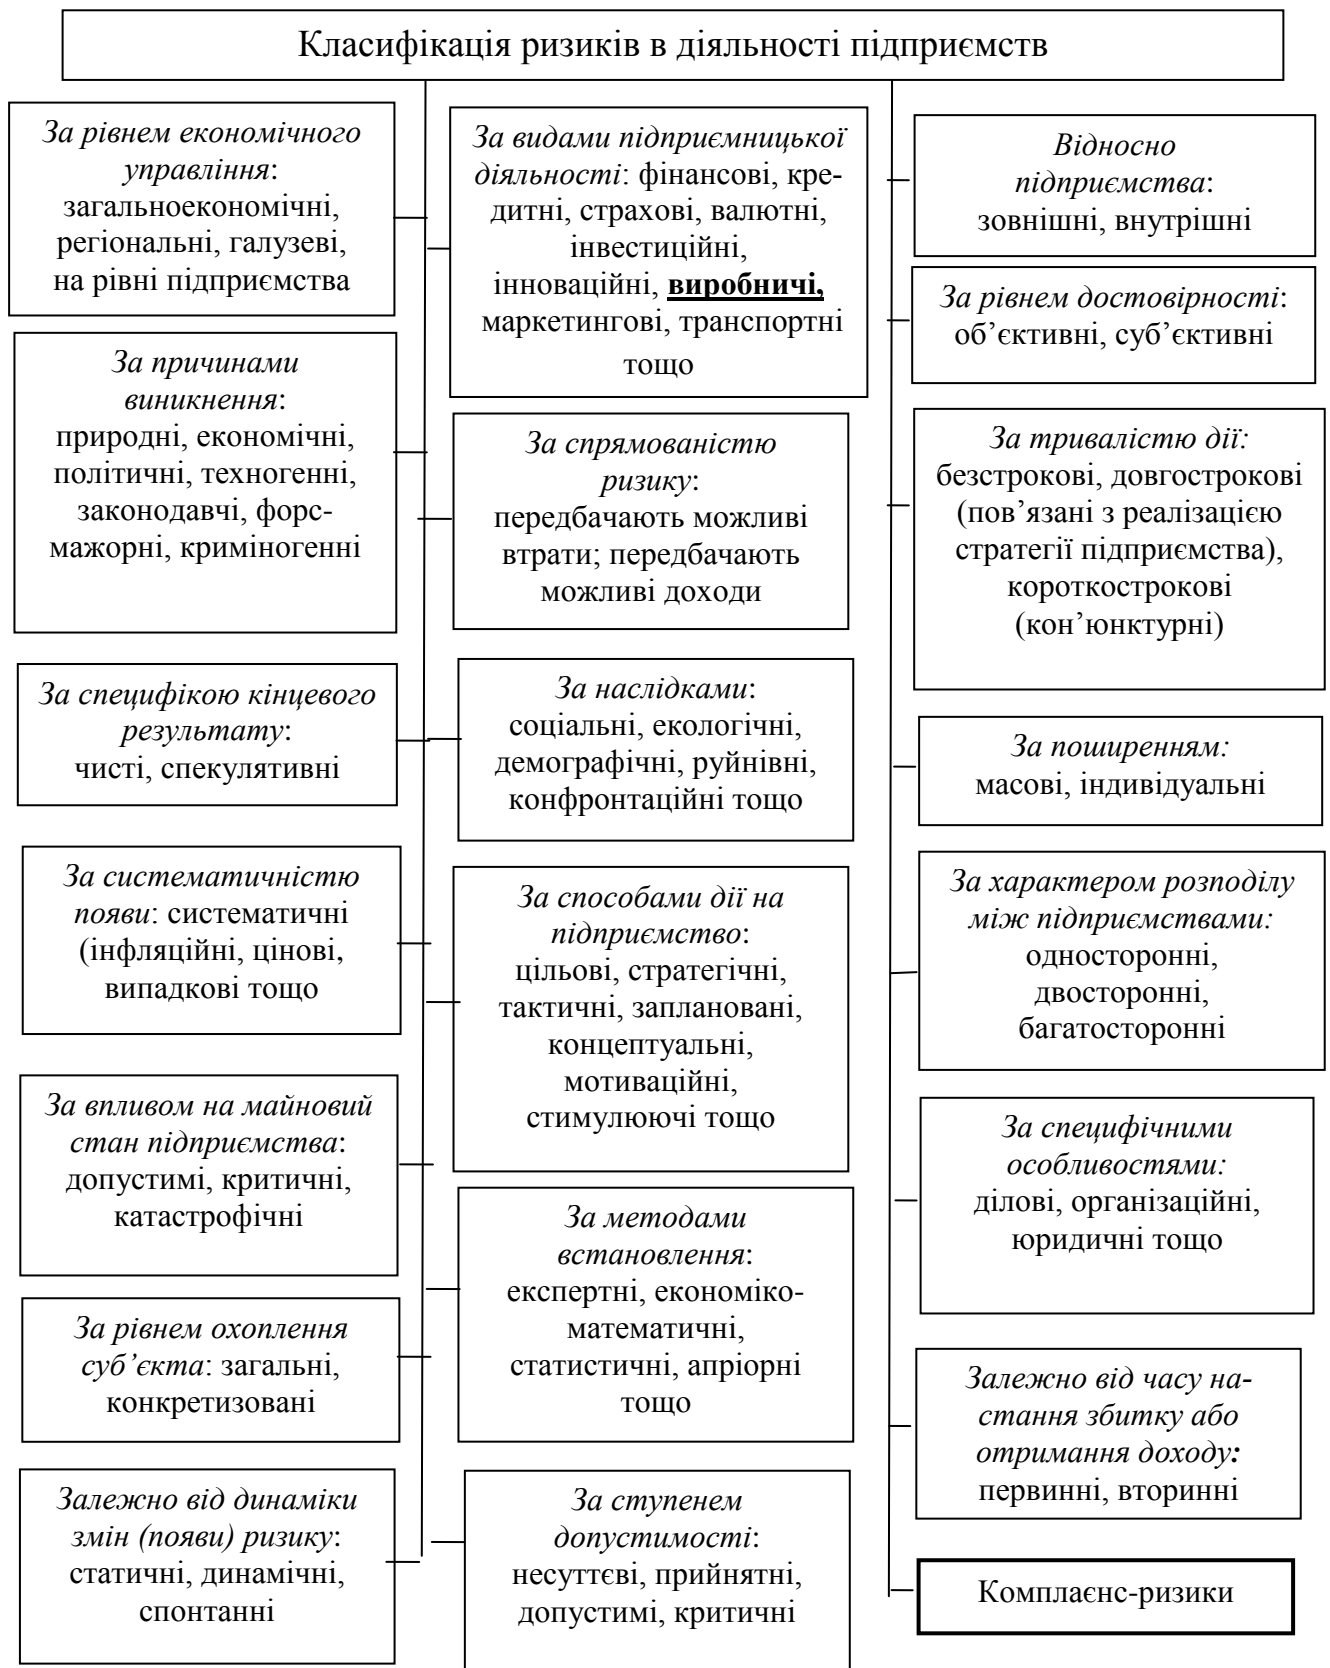 Класифікація ризиків в діяльності підприємств
За рівнем економічного
управління:
загальноекономічні,
регіональні, галузеві,
на рівні підприємства
За причинами
виникнення:
природні, економічні,
політичні, техногенні,
законодавчі, форс-
мажорні, криміногенні
За специфікою кінцевого
результату:
чисті, спекулятивні
За систематичністю
появи: систематичні
(інфляційні, цінові,
випадкові тощо
За впливом на майновий
стан підприємства:
допустимі, критичні,
катастрофічні
За рівнем охоплення
суб’єкта: загальні,
конкретизовані
Залежно від динаміки
змін (появи) ризику:
статичні, динамічні,
спонтанні
За видами підприємницької
діяльності: фінансові, кре-
дитні, страхові, валютні,
інвестиційні,
інноваційні, виробничі,
маркетингові, транспортні
тощо
За спрямованістю
ризику:
передбачають можливі
втрати; передбачають
можливі доходи
За наслідками:
соціальні, екологічні,
демографічні, руйнівні,
конфронтаційні тощо
За способами дії на
підприємство:
цільові, стратегічні,
тактичні, заплановані,
концептуальні,
мотиваційні,
стимулюючі тощо
За методами
встановлення:
експертні, економіко-
математичні,
статистичні, апріорні
тощо
За ступенем
допустимості:
несуттєві, прийнятні,
допустимі, критичні
Відносно
підприємства:
зовнішні, внутрішні
За рівнем достовірності:
об’єктивні, суб’єктивні
За тривалістю дії:
безстрокові, довгострокові
(пов’язані з реалізацією
стратегії підприємства),
короткострокові
(кон’юнктурні)
За поширенням:
масові, індивідуальні
За характером розподілу
між підприємствами:
односторонні,
двосторонні,
багатосторонні
За специфічними
особливостями:
ділові, організаційні,
юридичні тощо
Залежно від часу на-
стання збитку або
отримання доходу:
первинні, вторинні
Комплаєнс-ризики